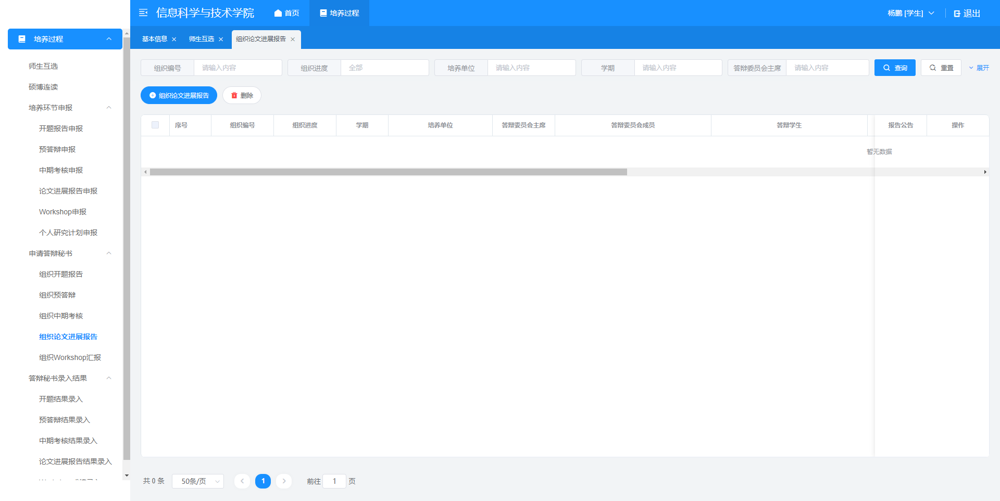 信息科学与技术学院
首页
培养过程
杨鹏 [学生]
退出
基本信息
师生互选
组织论文进展报告
培养过程
师生互选
硕博连读
培养环节申报
开题报告申报
预答辩申报
中期考核申报
论文进展报告申报
Workshop申报
个人研究计划申报
申请答辩秘书
组织开题报告
组织预答辩
组织中期考核
组织论文进展报告
组织Workshop汇报
答辩秘书录入结果
开题结果录入
预答辩结果录入
中期考核结果录入
论文进展报告结果录入
组织编号 请输入内容
组织进度 全部
培养单位 请输入内容
学期 请输入内容
答辩委员会主席 请输入内容
查询
重置
展开
组织论文进展报告
删除
序号 组织编号 组织进度 学期 培养单位 答辩委员会主席 答辩委员会成员 答辩学生 报告公告 操作
暂无数据
共 0 条 50条/页 1 前往 1 页